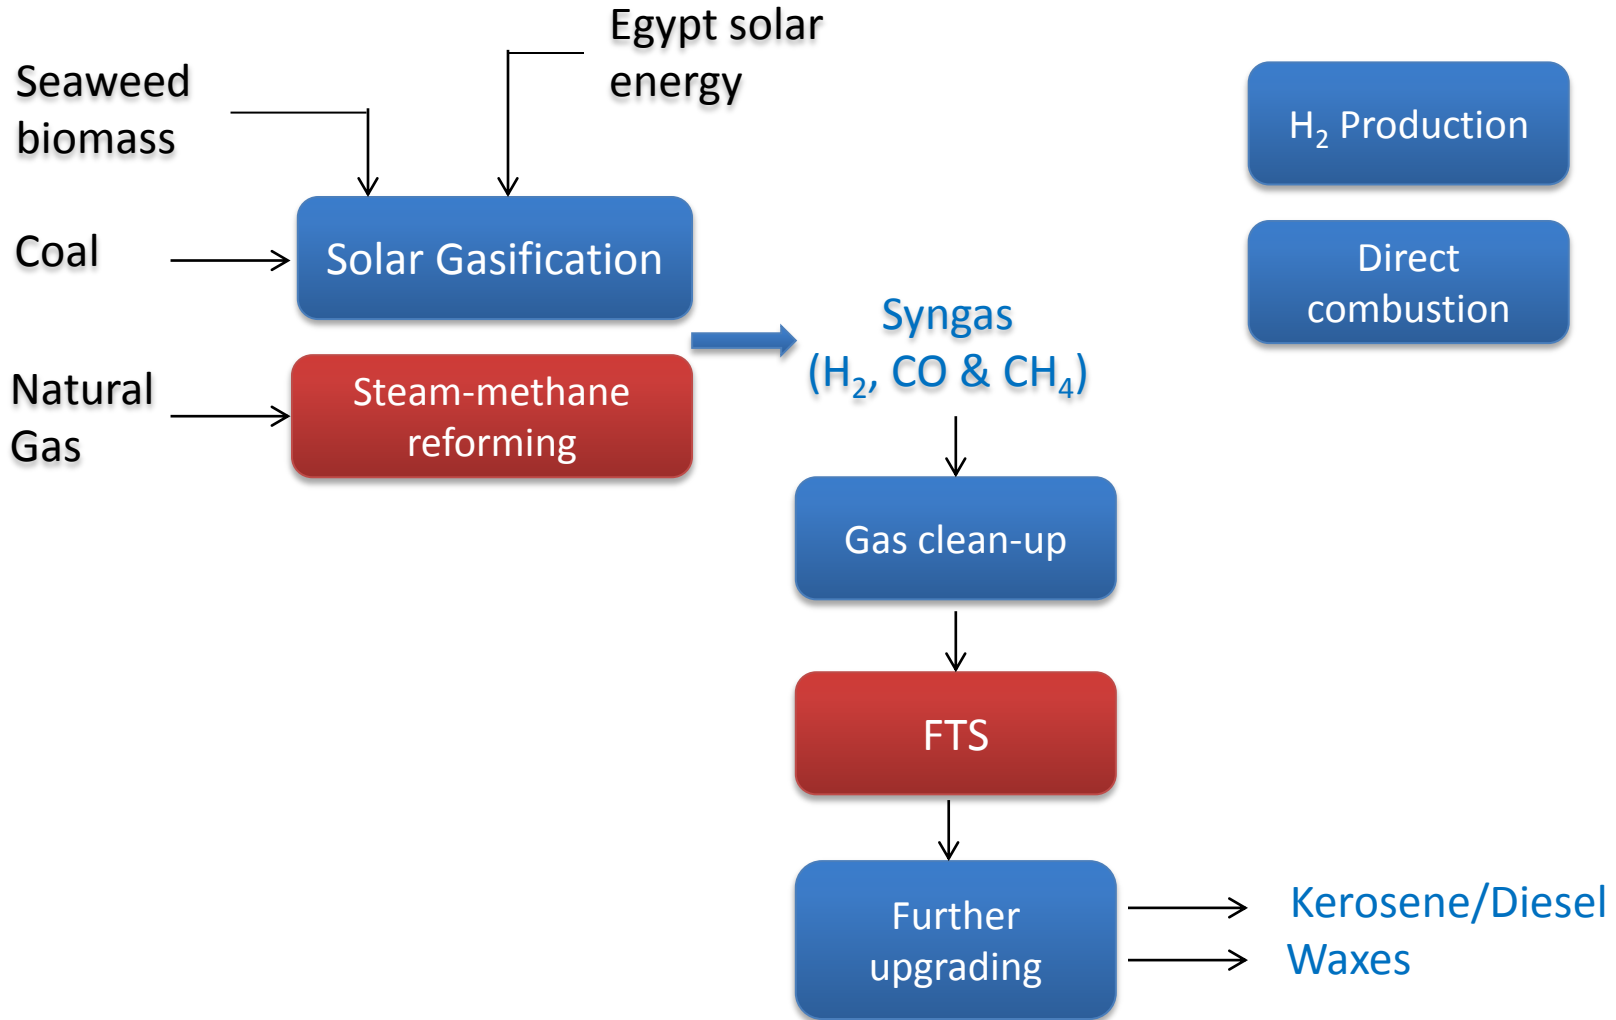 Egypt solar
energy
Seaweed
biomass
H₂ Production
Coal
Solar Gasification
Direct
combustion
Syngas
(H₂, CO & CH₄)
Natural
Gas
Steam-methane
reforming
Gas clean-up
FTS
Further
upgrading
Kerosene/Diesel
Waxes